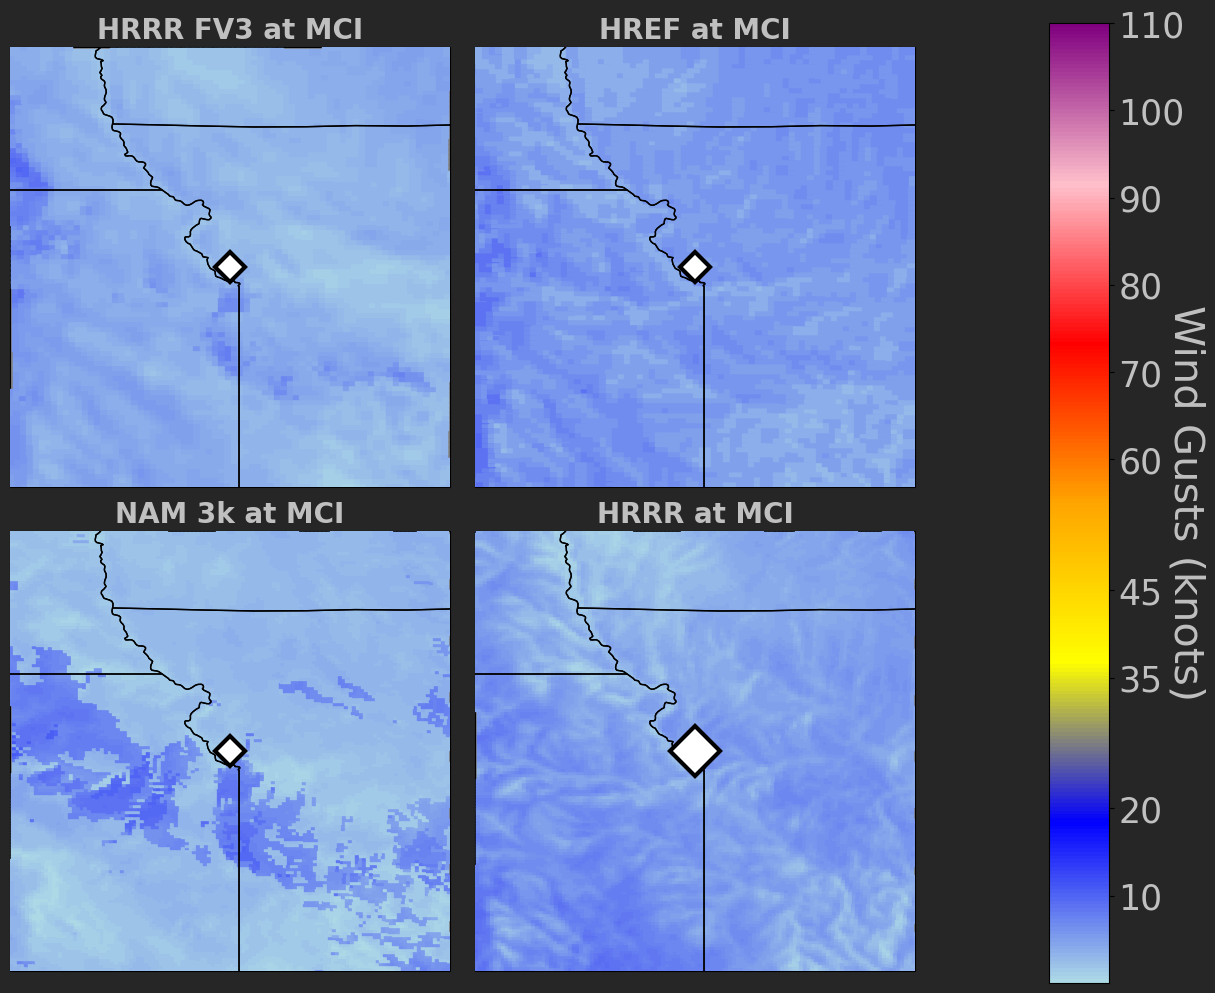 HRRR FV3 at MCI
HREF at MCI
NAM 3k at MCI
HRRR at MCI
110
100
90
80
70
60
45
35
20
10
Wind Gusts (knots)